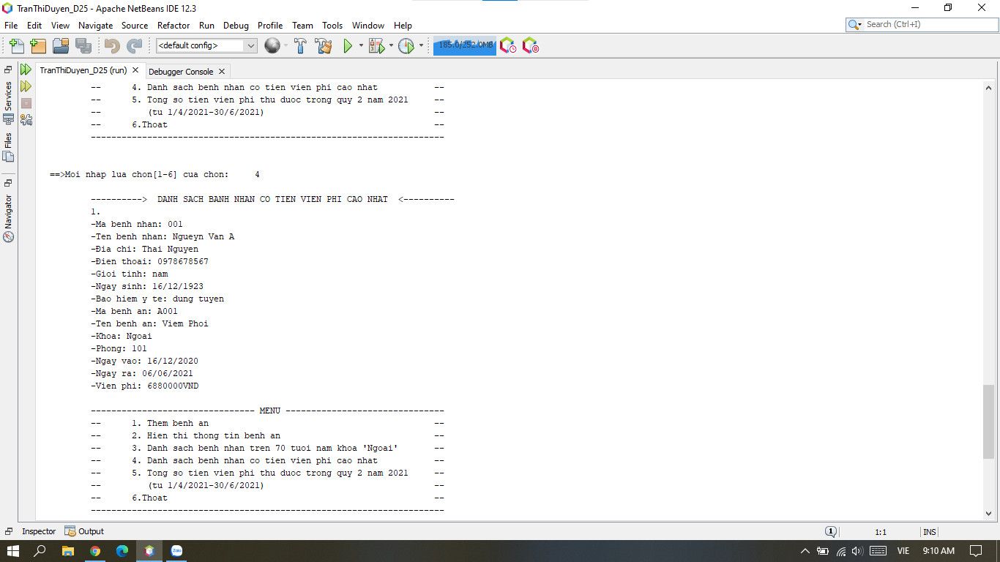 TranThiDuyen_D25 - Apache NetBeans IDE 12.3
File Edit View Navigate Source Refactor Run Debug Profile Team Tools Window Help
Search (Ctrl+I)
<default config>
185.0/252.0MB
TranThiDuyen_D25 (run)
Debugger Console
Services
Files
Navigator
-- 4. Danh sach benh nhan co tien vien phi cao nhat --
-- 5. Tong so tien vien phi thu duoc trong quy 2 nam 2021 --
-- (tu 1/4/2021-30/6/2021) --
-- 6.Thoat --
---------------------------------------------------------------------
==>Moi nhap lua chon[1-6] cua chon: 4
----------> DANH SACH BANH NHAN CO TIEN VIEN PHI CAO NHAT <----------
1.
-Ma benh nhan: 001
-Ten benh nhan: Ngueyn Van A
-Đia chi: Thai Nguyen
-Đien thoai: 0978678567
-Gioi tinh: nam
-Ngay sinh: 16/12/1923
-Bao hiem y te: dung tuyen
-Ma benh an: A001
-Ten benh an: Viem Phoi
-Khoa: Ngoai
-Phong: 101
-Ngay vao: 16/12/2020
-Ngay ra: 06/06/2021
-Vien phi: 6880000VND
-------------------------------- MENU -------------------------------
-- 1. Them benh an --
-- 2. Hien thi thong tin benh an --
-- 3. Danh sach benh nhan tren 70 tuoi nam khoa 'Ngoai' --
-- 4. Danh sach benh nhan co tien vien phi cao nhat --
-- 5. Tong so tien vien phi thu duoc trong quy 2 nam 2021 --
-- (tu 1/4/2021-30/6/2021) --
-- 6.Thoat --
---------------------------------------------------------------------
Inspector Output
1
1:1 INS
Zalo
VIE 9:10 AM